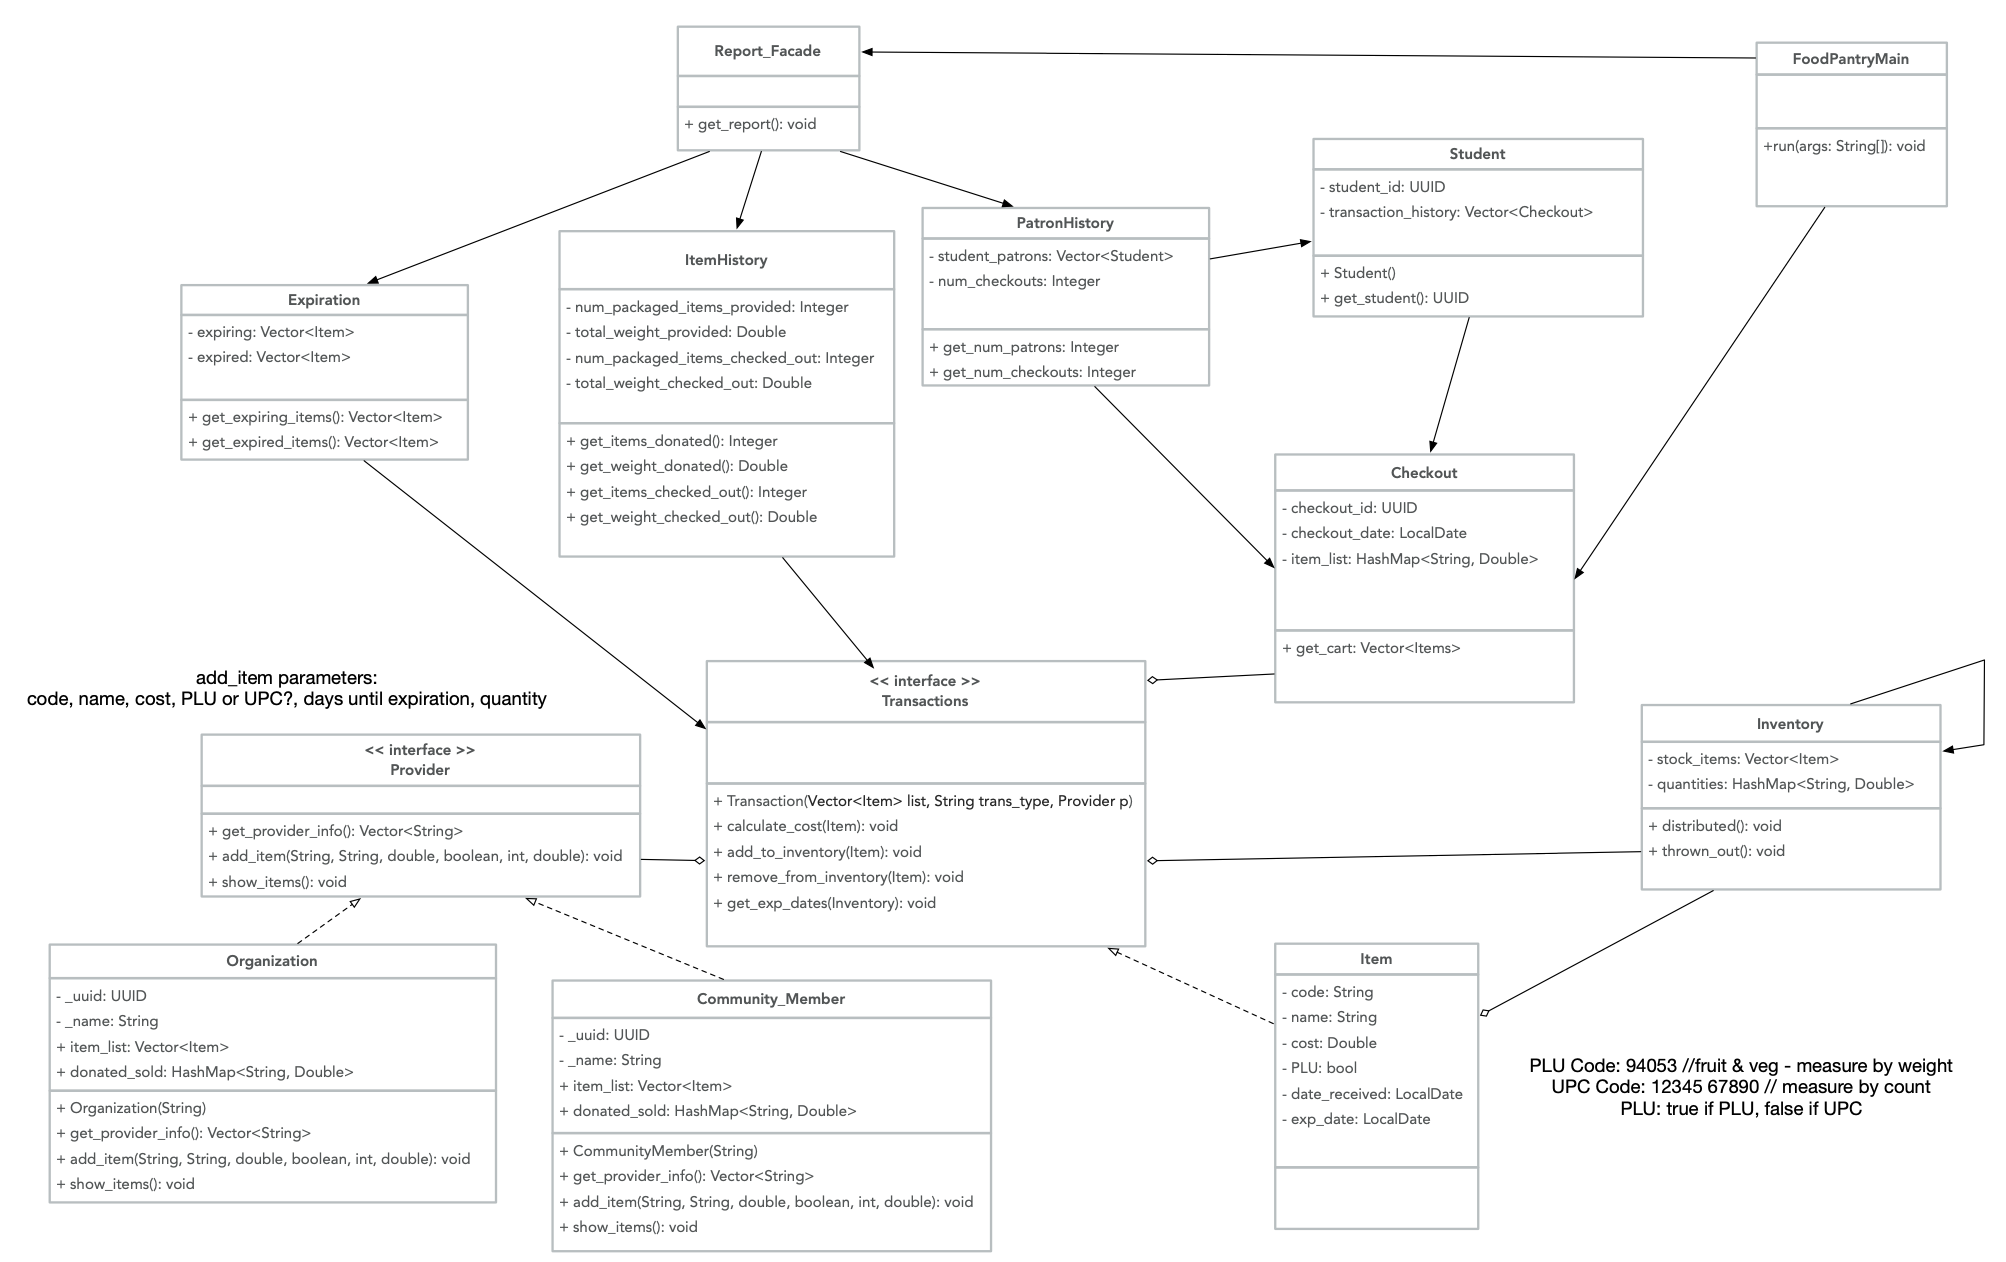 Report_Facade
+ get_report(): void
FoodPantryMain
+run(args: String[]): void
Student
- student_id: UUID
- transaction_history: Vector<Checkout>
+ Student()
+ get_student(): UUID
PatronHistory
- student_patrons: Vector<Student>
- num_checkouts: Integer
+ get_num_patrons: Integer
+ get_num_checkouts: Integer
ItemHistory
- num_packaged_items_provided: Integer
- total_weight_provided: Double
- num_packaged_items_checked_out: Integer
- total_weight_checked_out: Double
+ get_items_donated(): Integer
+ get_weight_donated(): Double
+ get_items_checked_out(): Integer
+ get_weight_checked_out(): Double
Expiration
- expiring: Vector<Item>
- expired: Vector<Item>
+ get_expiring_items(): Vector<Item>
+ get_expired_items(): Vector<Item>
Checkout
- checkout_id: UUID
- checkout_date: LocalDate
- item_list: HashMap<String, Double>
+ get_cart: Vector<Items>
add_item parameters:
code, name, cost, PLU or UPC?, days until expiration, quantity
<< interface >>
Transactions
+ Transaction(Vector<Item> list, String trans_type, Provider p)
+ calculate_cost(Item): void
+ add_to_inventory(Item): void
+ remove_from_inventory(Item): void
+ get_exp_dates(Inventory): void
Inventory
- stock_items: Vector<Item>
- quantities: HashMap<String, Double>
+ distributed(): void
+ thrown_out(): void
<< interface >>
Provider
+ get_provider_info(): Vector<String>
+ add_item(String, String, double, boolean, int, double): void
+ show_items(): void
Organization
- _uuid: UUID
- _name: String
+ item_list: Vector<Item>
+ donated_sold: HashMap<String, Double>
+ Organization(String)
+ get_provider_info(): Vector<String>
+ add_item(String, String, double, boolean, int, double): void
+ show_items(): void
Community_Member
- _uuid: UUID
- _name: String
+ item_list: Vector<Item>
+ donated_sold: HashMap<String, Double>
+ CommunityMember(String)
+ get_provider_info(): Vector<String>
+ add_item(String, String, double, boolean, int, double): void
+ show_items(): void
Item
- code: String
- name: String
- cost: Double
- PLU: bool
- date_received: LocalDate
- exp_date: LocalDate
PLU Code: 94053 //fruit & veg - measure by weight
UPC Code: 12345 67890 // measure by count
PLU: true if PLU, false if UPC